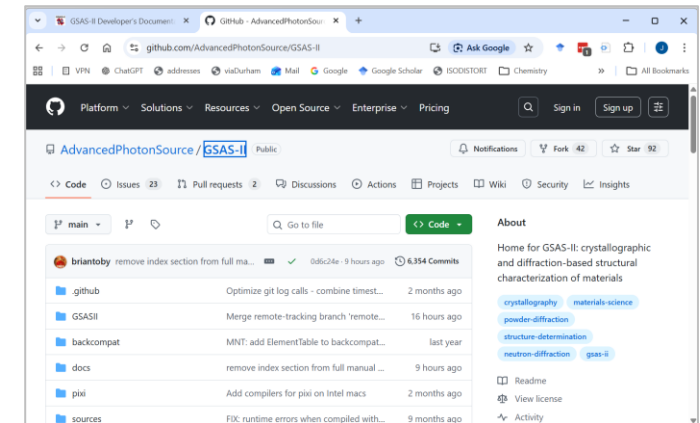 GSAS-II Developer's Document
GitHub - AdvancedPhotonSourc
github.com/AdvancedPhotonSource/GSAS-II
Ask Google
VPN ChatGPT addresses viaDurham Mail Google Google Scholar ISODISTORT Chemistry » All Bookmarks
Platform Solutions Resources Open Source Enterprise Pricing Sign in Sign up
AdvancedPhotonSource / GSAS-II Public Notifications Fork 42 Star 92
Code Issues 23 Pull requests 2 Discussions Actions Projects Wiki Security Insights
main Go to file Code
briantoby remove index section from full ma... 0d6c24e · 9 hours ago 6,354 Commits
.github Optimize git log calls - combine timest... 2 months ago
GSASII Merge remote-tracking branch 'remote... 16 hours ago
backcompat MNT: add ElementTable to backcompat... last year
docs remove index section from full manual ... 9 hours ago
pixi Add compilers for pixi on Intel macs 2 months ago
sources FIX: runtime errors when compiled with... 9 months ago
About
Home for GSAS-II: crystallographic
and diffraction-based structural
characterization of materials
crystallography materials-science
powder-diffraction
structure-determination
neutron-diffraction gsas-ii
Readme
View license
Activity